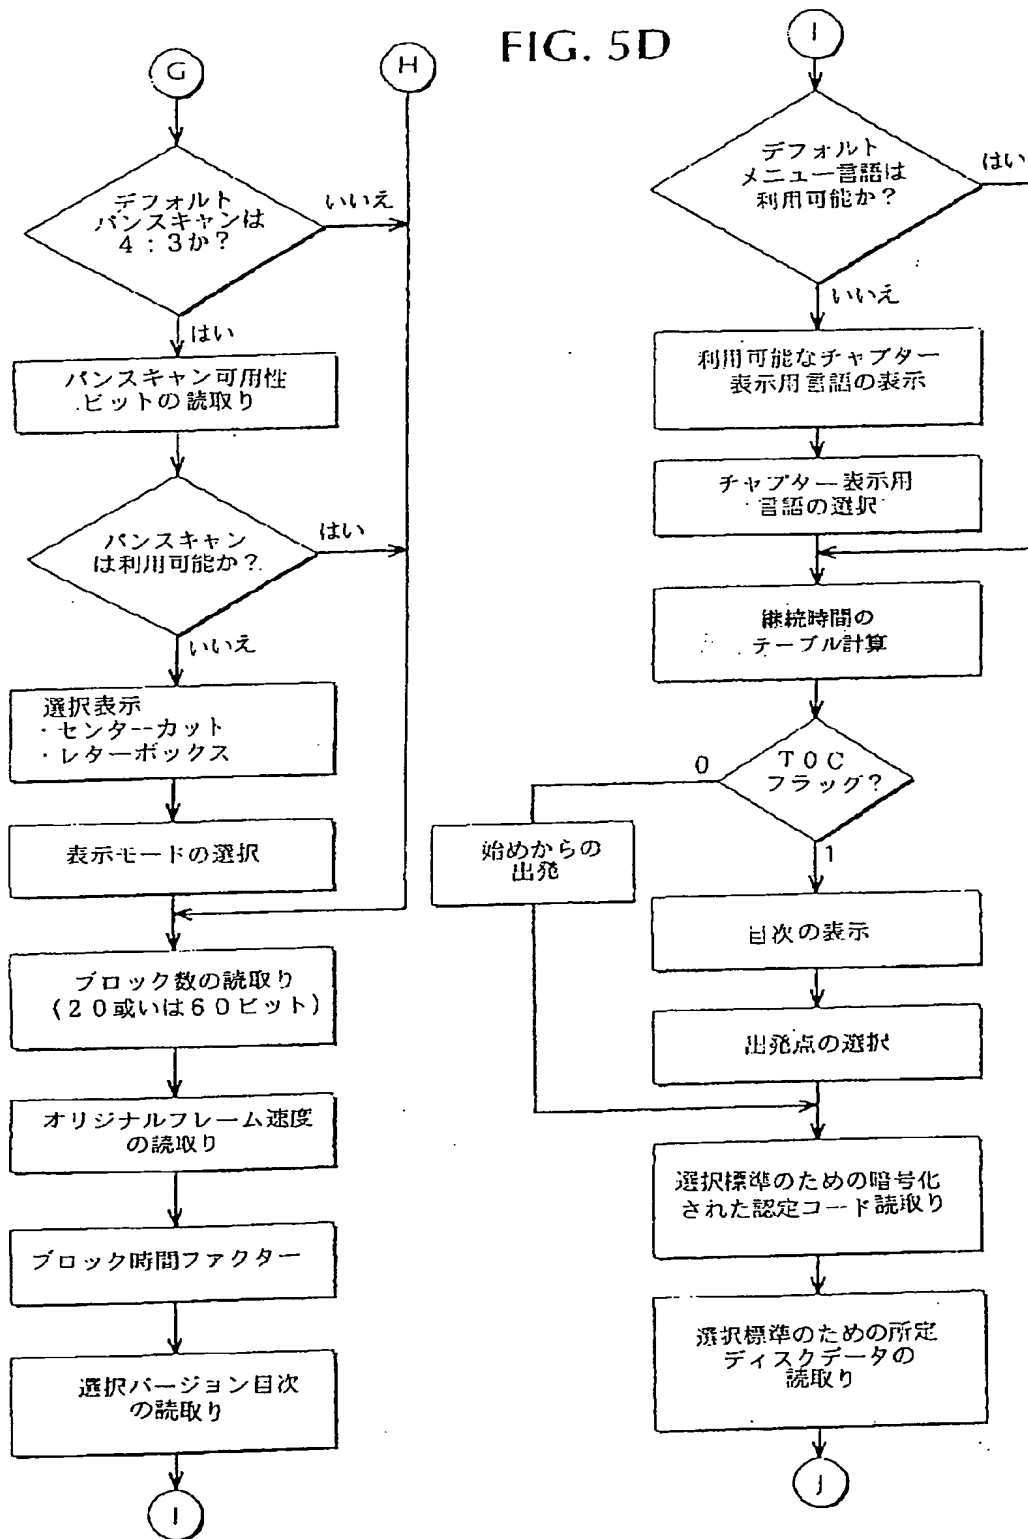 FIG. 5D
G
H
デフォルト
パンスキャンは
4：3か？
いいえ
はい
パンスキャン可用性
ビットの読取り
パンスキャン
は利用可能か？
はい
いいえ
選択表示
・センターカット
・レターボックス
表示モードの選択
ブロック数の読取り
(20或いは60ビット)
オリジナルフレーム速度
の読取り
ブロック時間ファクター
選択バージョン目次
の読取り
I
I
デフォルト
メニュー言語は
利用可能か？
はい
いいえ
利用可能なチャプター
表示用言語の表示
チャプター表示用
言語の選択
継続時間の
テーブル計算
TOC
フラッグ？
0
1
始めからの
出発
目次の表示
出発点の選択
選択標準のための暗号化
された認定コード読取り
選択標準のための所定
ディスクデータの
読取り
J